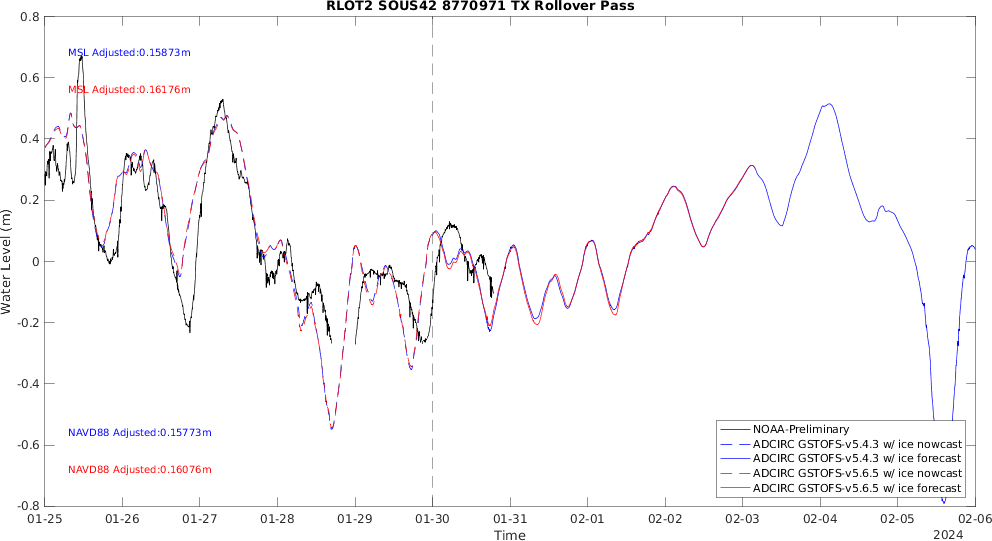 RLOT2 SOUS42 8770971 TX Rollover Pass
0.8
0.6
0.4
0.2
0
-0.2
-0.4
-0.6
-0.8
Water Level (m)
MSL Adjusted:0.15873m
MSL Adjusted:0.16176m
NAVD88 Adjusted:0.15773m
NAVD88 Adjusted:0.16076m
NOAA-Preliminary
ADCIRC GSTOFS-v5.4.3 w/ ice nowcast
ADCIRC GSTOFS-v5.4.3 w/ ice forecast
ADCIRC GSTOFS-v5.6.5 w/ ice nowcast
ADCIRC GSTOFS-v5.6.5 w/ ice forecast
01-25 01-26 01-27 01-28 01-29 01-30 01-31 02-01 02-02 02-03 02-04 02-05 02-06
Time
2024